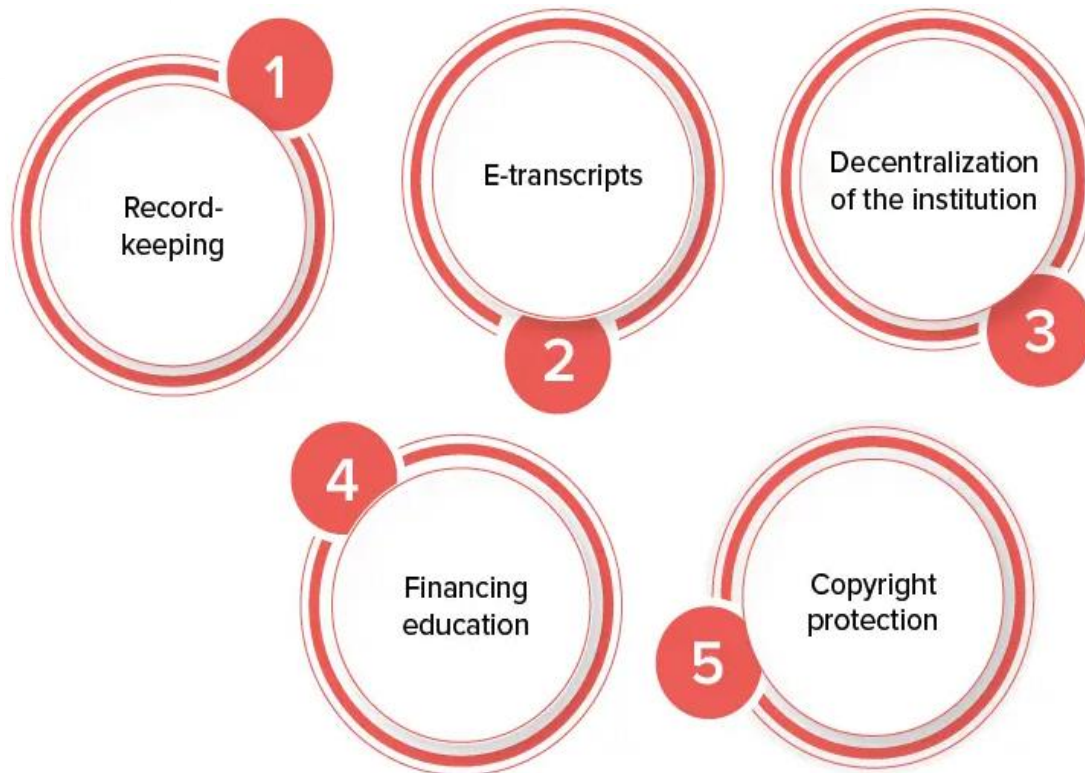 1
Record-
keeping
2
E-transcripts
3
Decentralization
of the institution
4
Financing
education
5
Copyright
protection